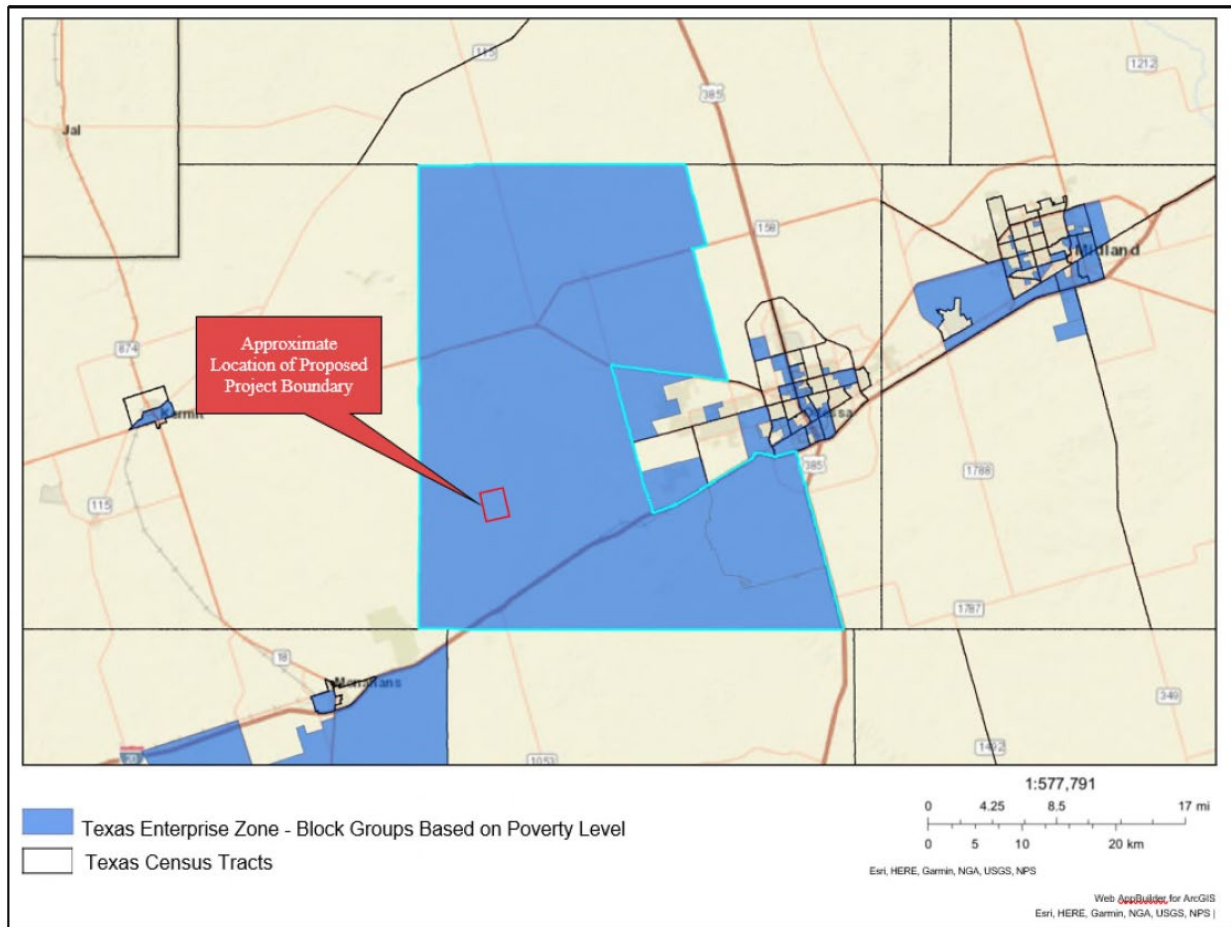 115
385
1212
Jal
158
Midland
874
Approximate
Location of Proposed
Project Boundary
Kermit
Odessa
385
1788
115
1787
18
Monahans
349
20
1053
1492
1:577,791
0 4.25 8.5 17 mi
0 5 10 20 km
Texas Enterprise Zone - Block Groups Based on Poverty Level
Texas Census Tracts
Esri, HERE, Garmin, NGA, USGS, NPS
Web AppBuilder for ArcGIS
Esri, HERE, Garmin, NGA, USGS, NPS |